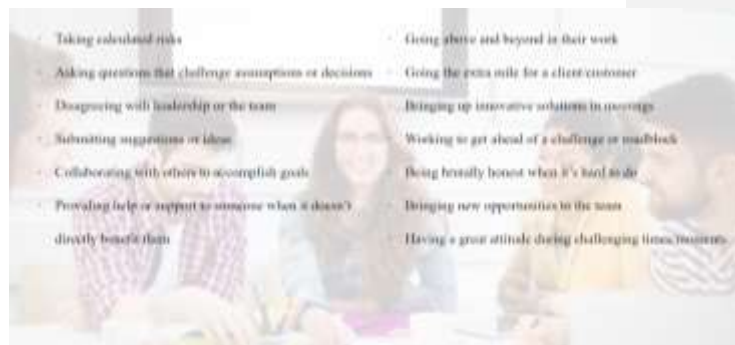 · Taking calculated risks
· Asking questions that challenge assumptions or decisions
· Disagreeing with leadership or the team
· Submitting suggestions or ideas
· Collaborating with others to accomplish goals
· Providing help or support to someone when it doesn't
directly benefit them
· Going above and beyond in their work
· Going the extra mile for a client/customer
· Bringing up innovative solutions in meetings
· Working to get ahead of a challenge or roadblock
· Being brutally honest when it's hard to do
· Bringing new opportunities to the team
· Having a great attitude during challenging times/moments